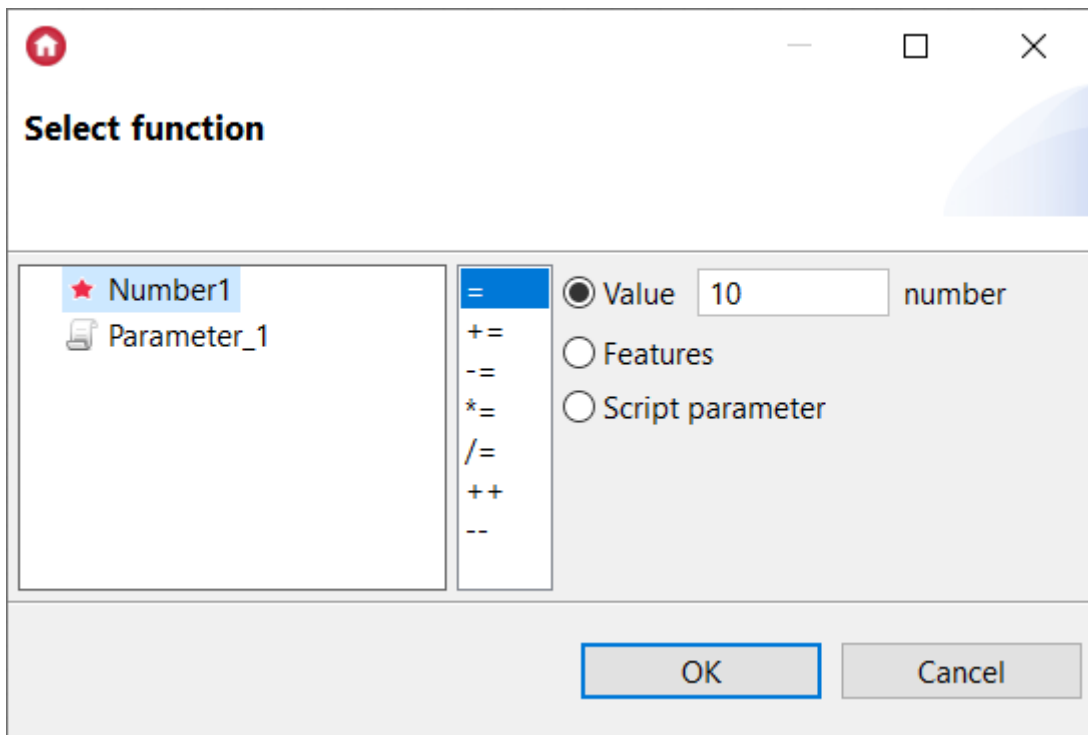 Select function
Number1
Parameter_1
=
+=
-=
*=
/=
++
--
Value 10 number
Features
Script parameter
OK Cancel